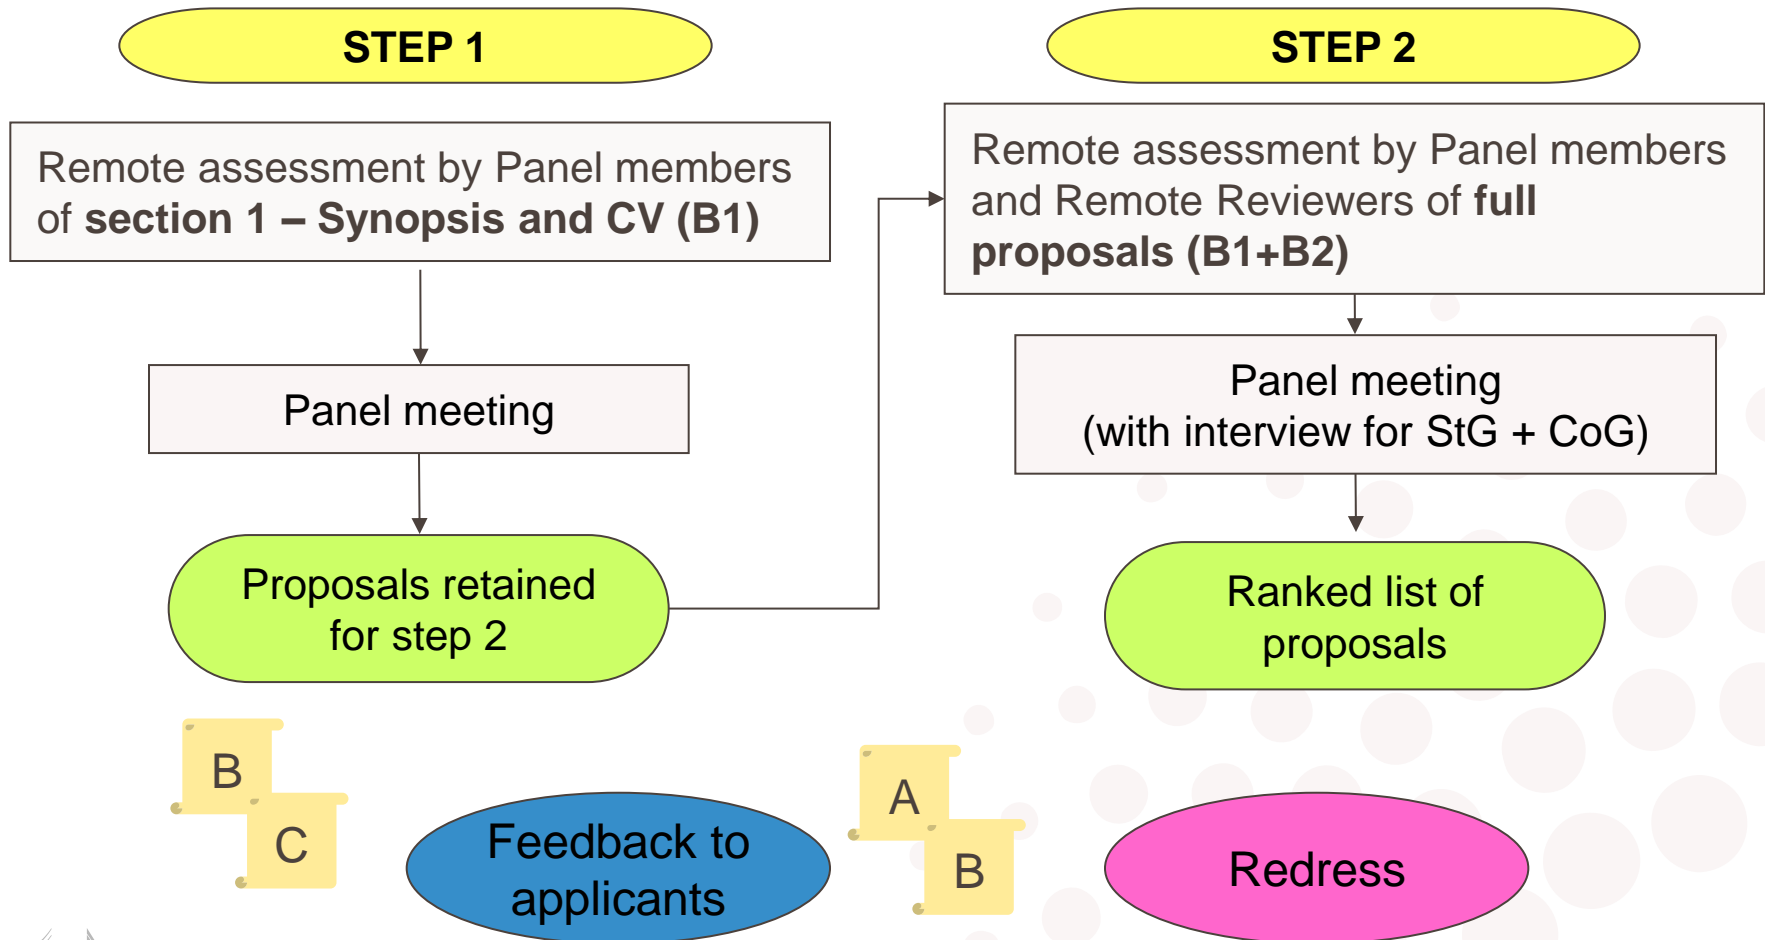 STEP 1
Remote assessment by Panel members
of section 1 – Synopsis and CV (B1)
Panel meeting
Proposals retained
for step 2
STEP 2
Remote assessment by Panel members
and Remote Reviewers of full
proposals (B1+B2)
Panel meeting
(with interview for StG + CoG)
Ranked list of
proposals
B
C
Feedback to
applicants
A
B
Redress